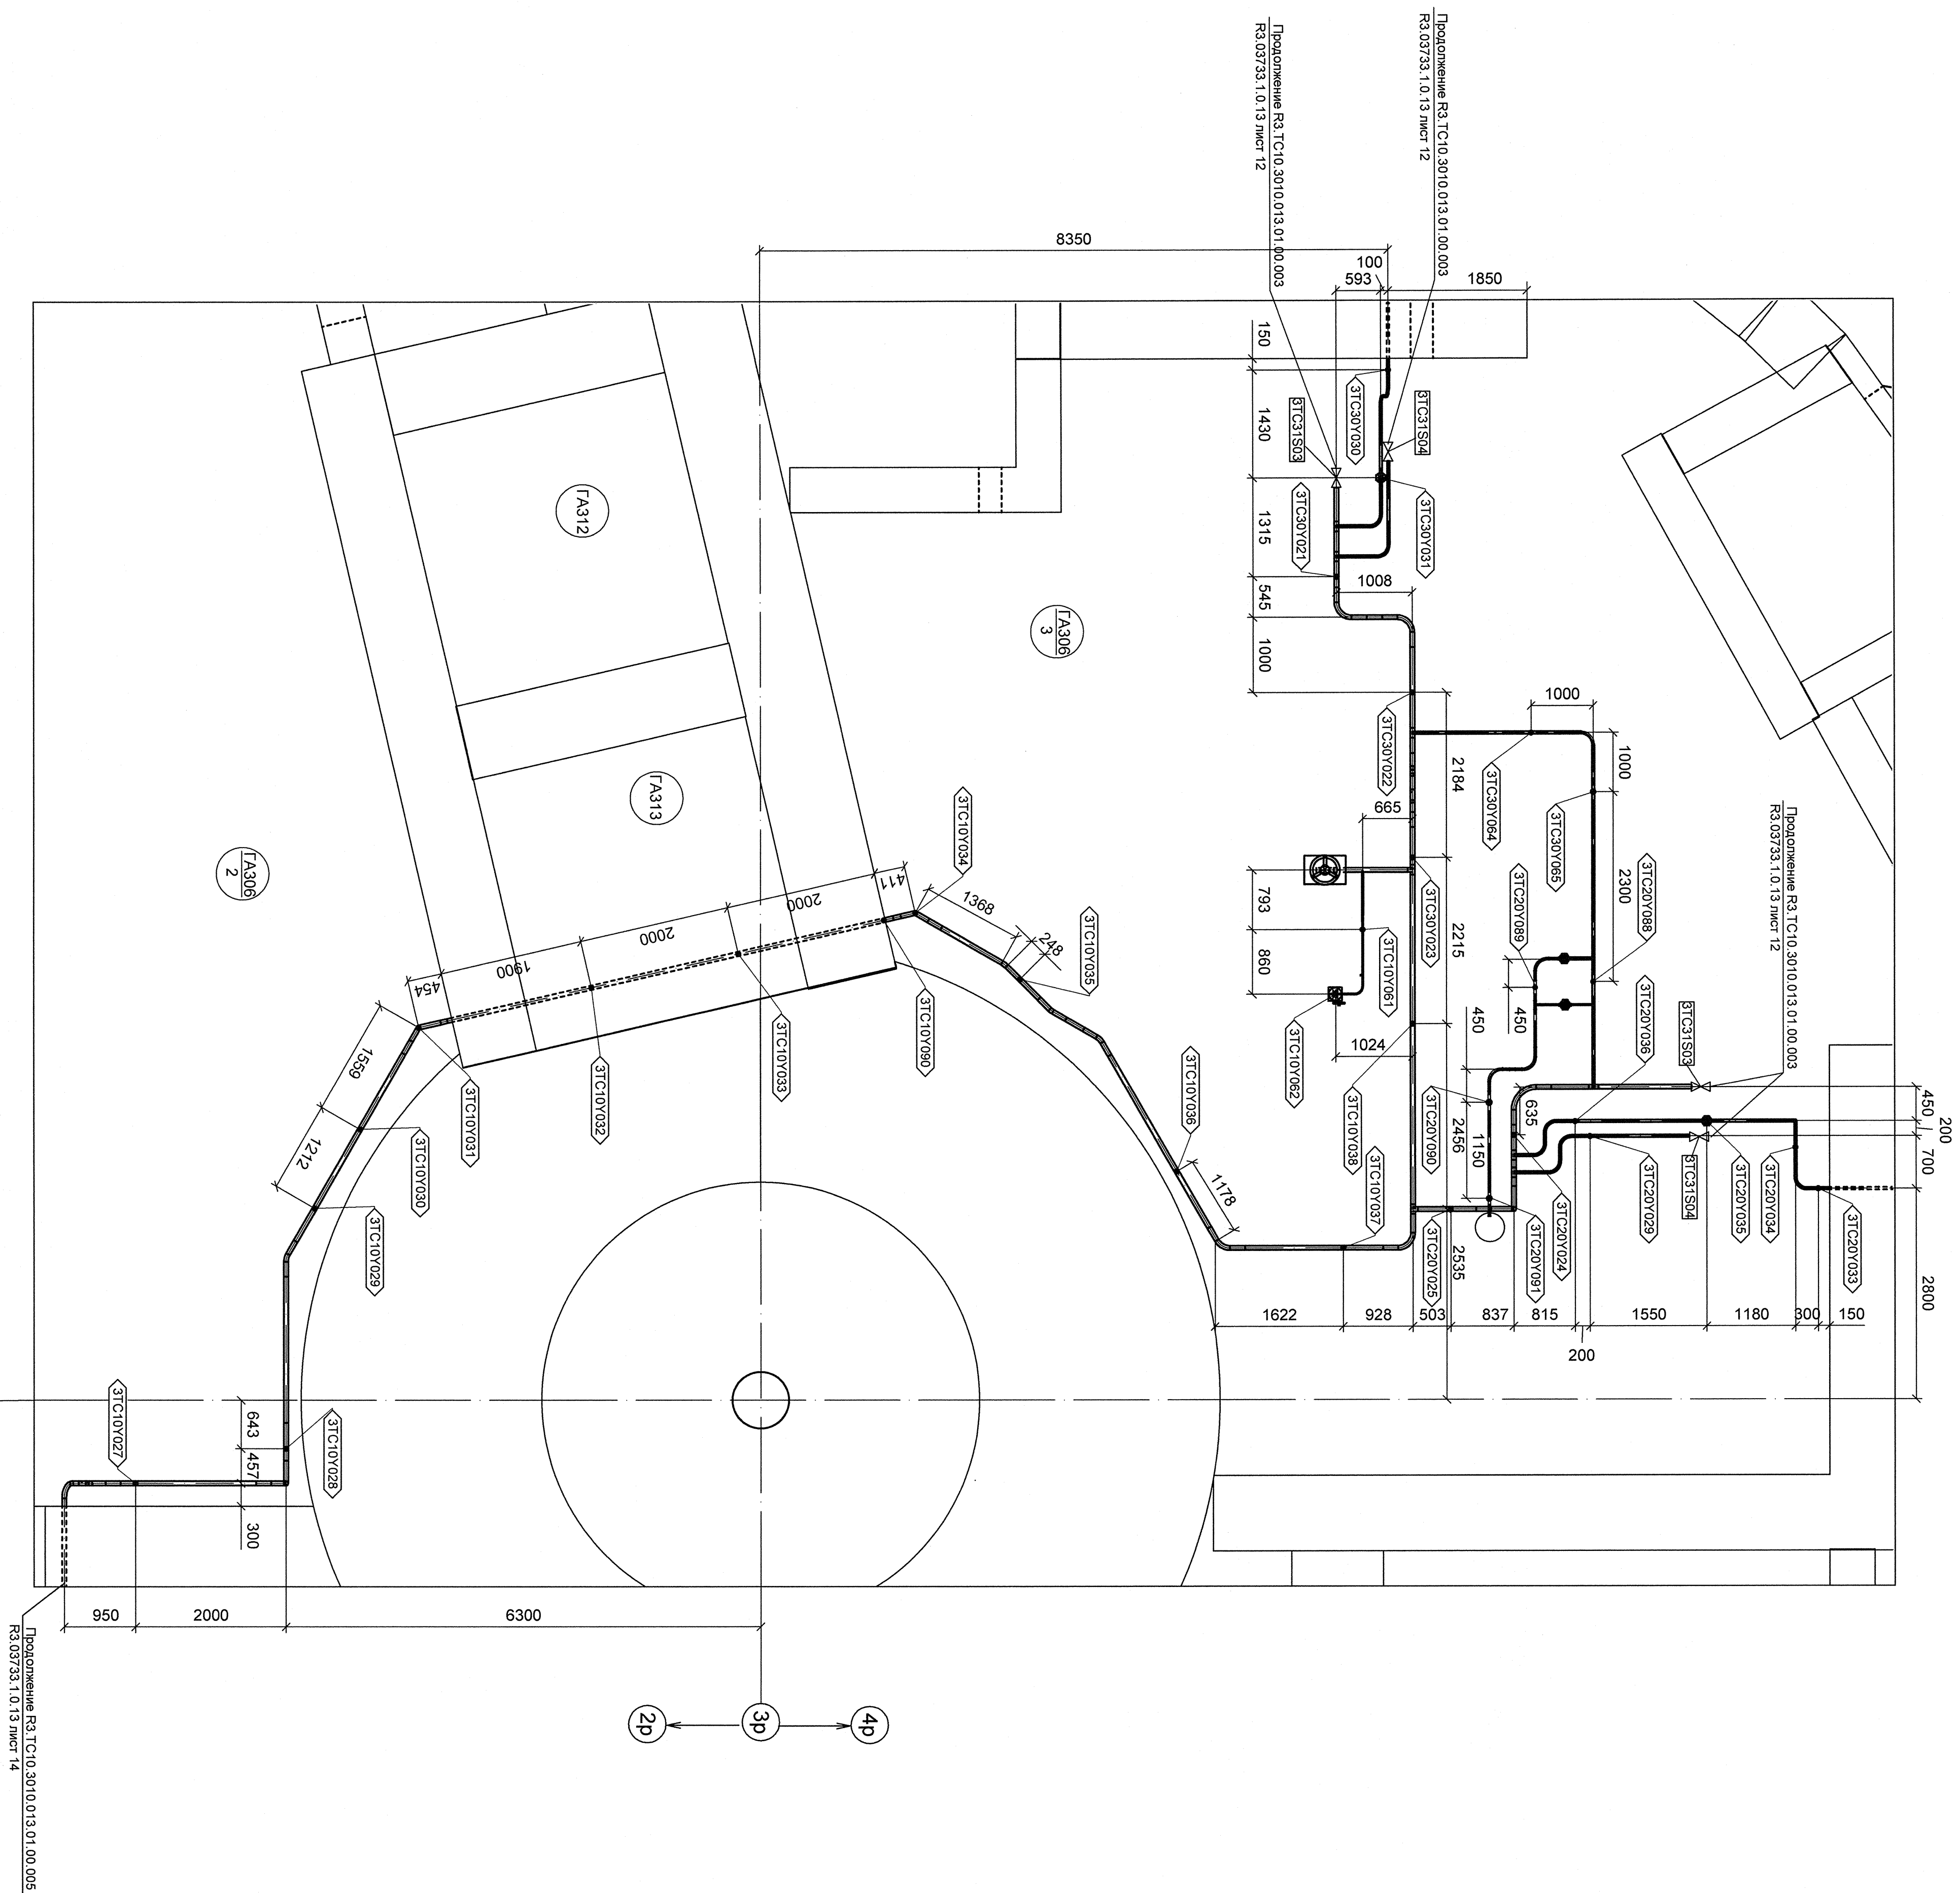 Продолжение R3.TC10.3010.013.01.00.003
R3.03733.1.0.13 лист 12
Продолжение R3.TC10.3010.013.01.00.003
R3.03733.1.0.13 лист 12
8350
100
593
1850
150
1430
1315
545
1000
3TC30Y030
3TC31S04
3TC31S03
3TC30Y031
3TC30Y021
1008
ГА312
ГА306
3
ГА313
ГА306
2
3TC30Y022
2184
665
1000
1000
3TC30Y064
3TC30Y065
2300
3TC20Y088
3TC20Y089
Продолжение R3.TC10.3010.013.01.00.003
R3.03733.1.0.13 лист 12
793
860
3TC30Y023
2215
3TC10Y061
3TC10Y062
1024
3TC10Y038
450
450
3TC20Y036
3TC31S03
635
3TC20Y090
2456
1150
3TC10Y037
3TC20Y025
2535
3TC20Y091
3TC20Y024
3TC20Y029
3TC31S04
3TC20Y035
3TC20Y034
3TC20Y033
450
200
700
2800
1622
928
503
837
815
200
1550
1180
300
150
3TC10Y034
411
2000
2000
1900
454
1368
248
3TC10Y035
3TC10Y090
3TC10Y033
3TC10Y032
3TC10Y031
3TC10Y036
1178
1559
1212
3TC10Y030
3TC10Y029
3TC10Y028
3TC10Y027
643
457
300
950
2000
6300
2р
3р
4р
Продолжение R3.TC10.3010.013.01.00.005
R3.03733.1.0.13 лист 14